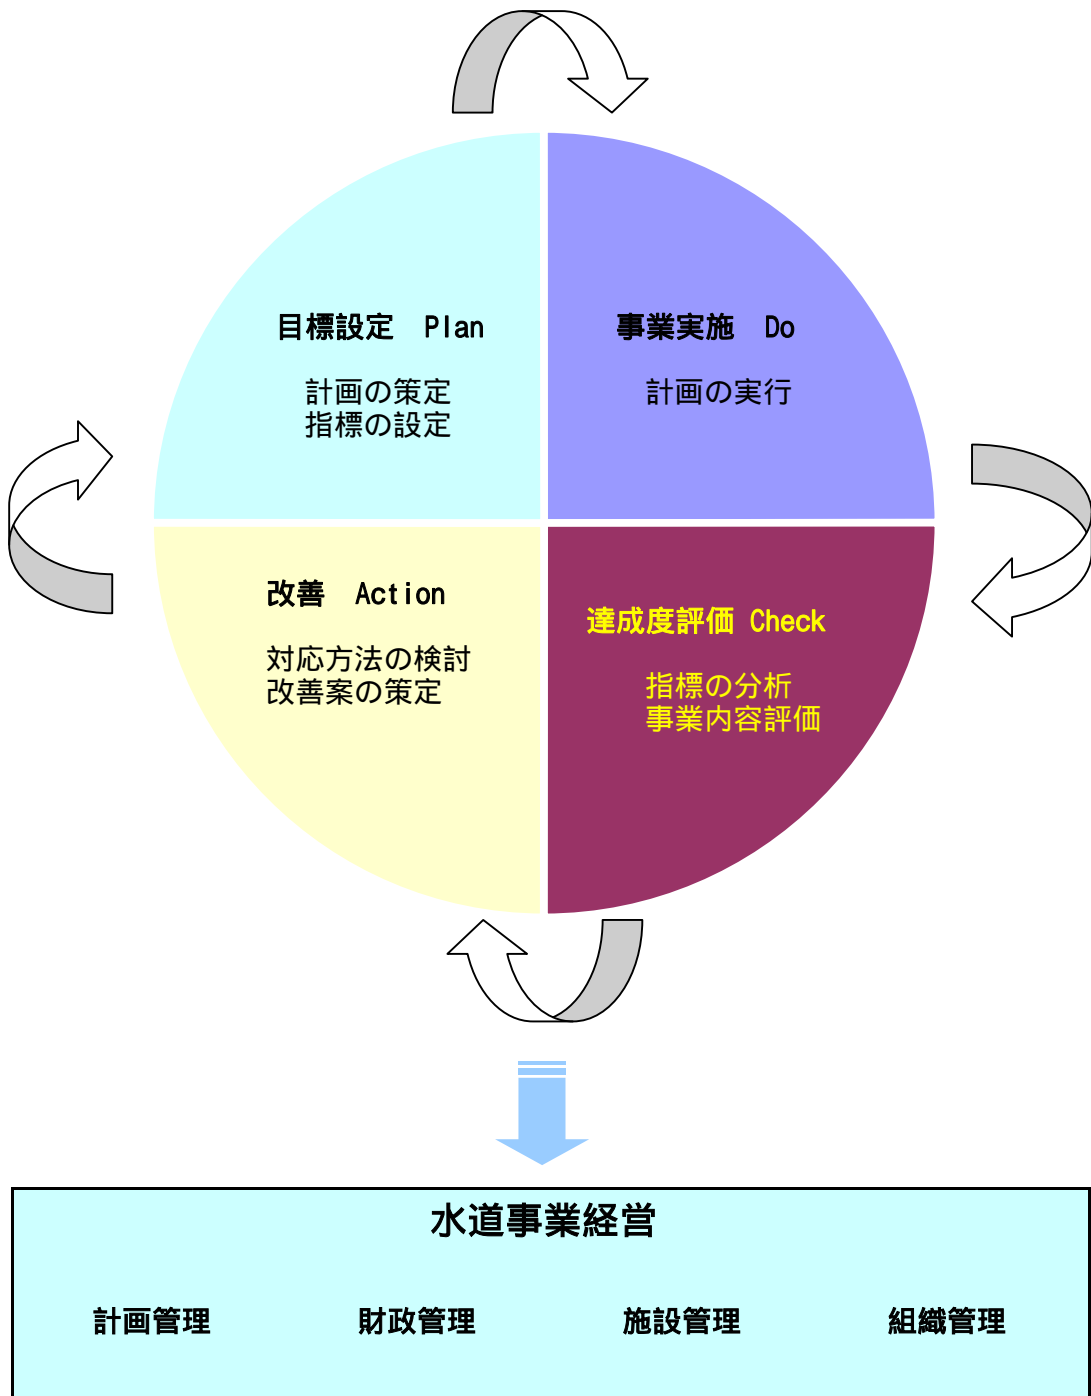 目標設定　Plan
計画の策定
指標の設定
事業実施　Do
計画の実行
改善　Action
対応方法の検討
改善案の策定
達成度評価 Check
指標の分析
事業内容評価
水道事業経営
計画管理　財政管理　施設管理　組織管理